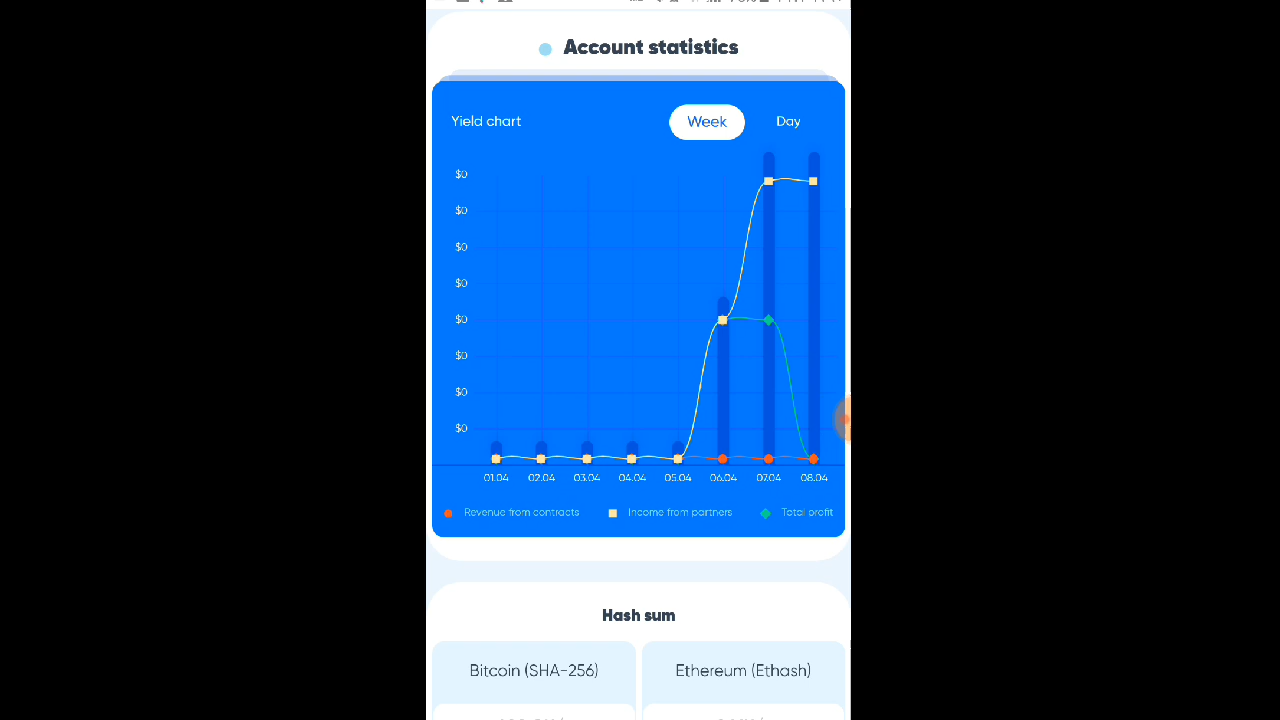 Account statistics
Yield chart
Week
Day
$0
$0
$0
$0
$0
$0
$0
$0
01.04 02.04 03.04 04.04 05.04 06.04 07.04 08.04
Revenue from contracts Income from partners Total profit
Hash sum
Bitcoin (SHA-256)
Ethereum (Ethash)